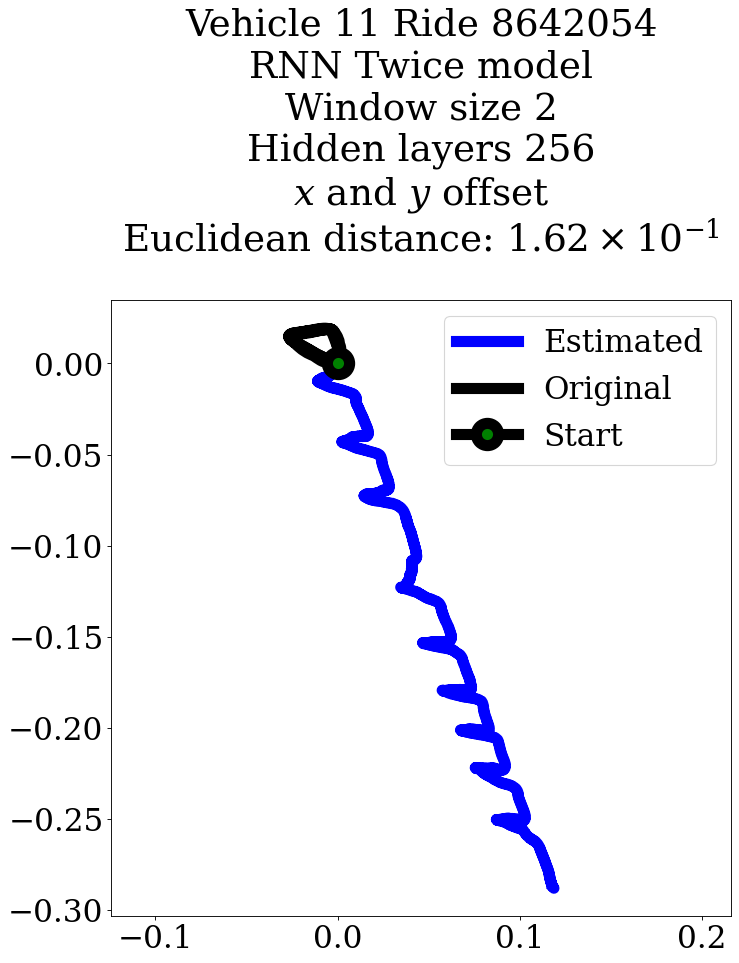 Vehicle 11 Ride 8642054
RNN Twice model
Window size 2
Hidden layers 256
x and y offset
Euclidean distance: 1.62 × 10⁻¹
Estimated
Original
Start
0.00
−0.05
−0.10
−0.15
−0.20
−0.25
−0.30
−0.1 0.0 0.1 0.2